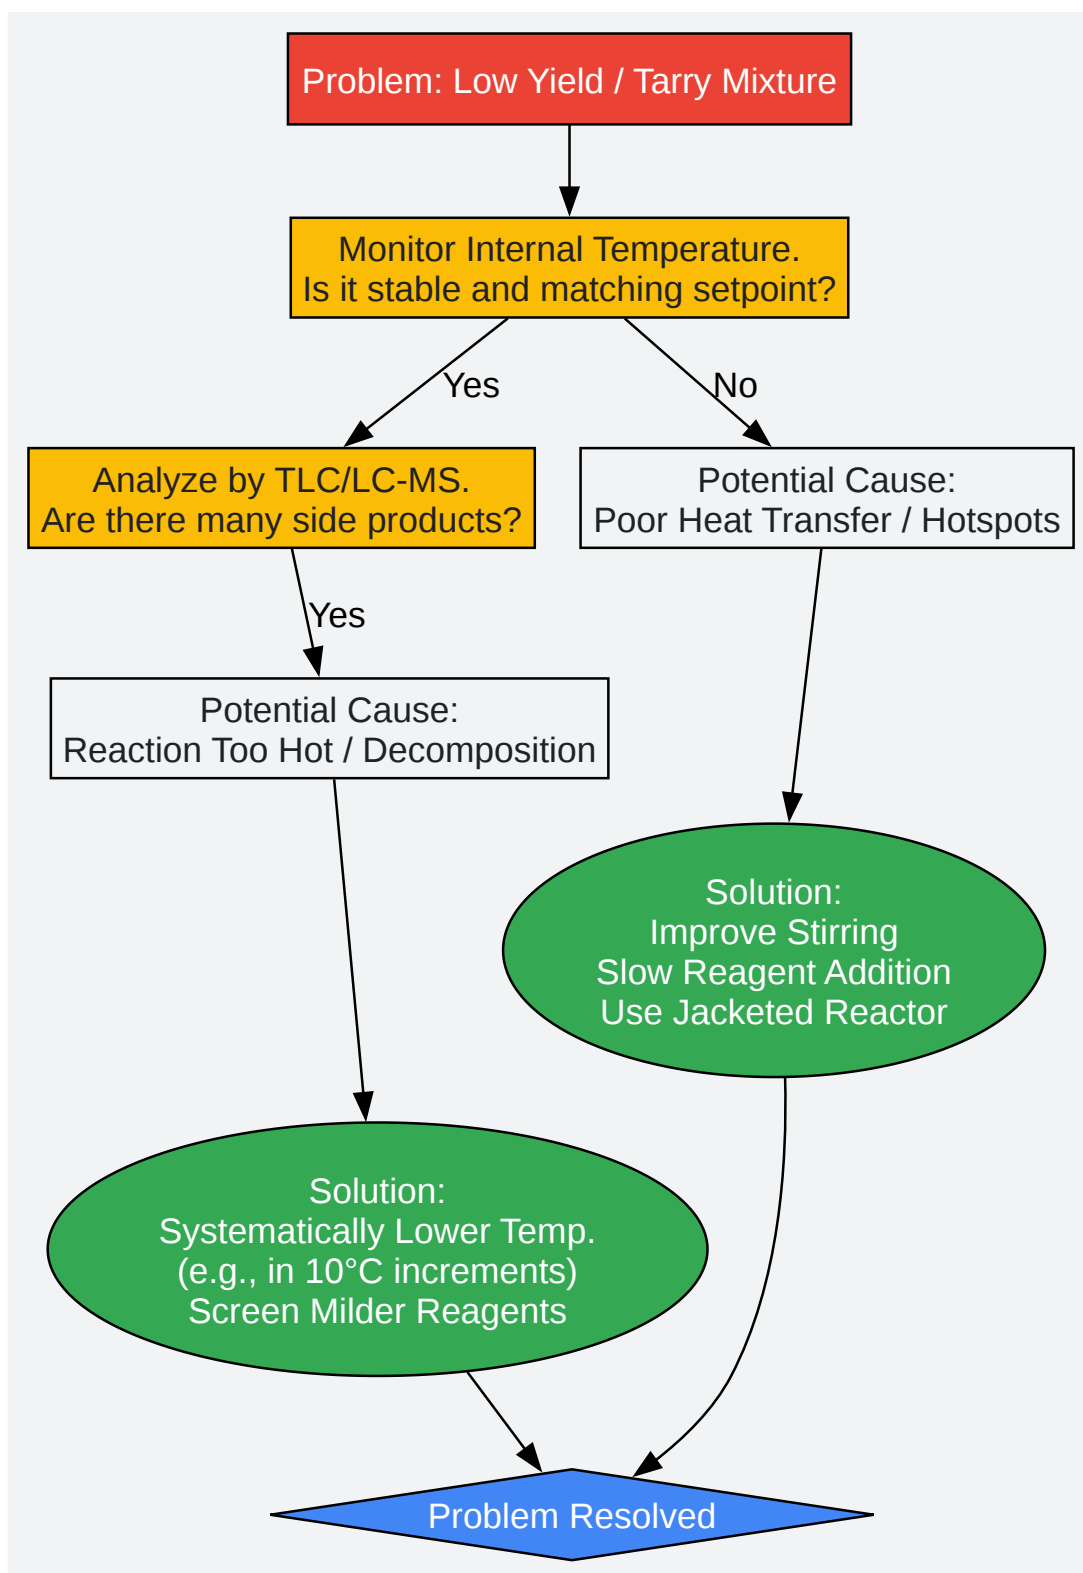 Problem: Low Yield / Tarry Mixture
Monitor Internal Temperature.
Is it stable and matching setpoint?
Yes
No
Analyze by TLC/LC-MS.
Are there many side products?
Potential Cause:
Poor Heat Transfer / Hotspots
Yes
Potential Cause:
Reaction Too Hot / Decomposition
Solution:
Improve Stirring
Slow Reagent Addition
Use Jacketed Reactor
Solution:
Systematically Lower Temp.
(e.g., in 10°C increments)
Screen Milder Reagents
Problem Resolved